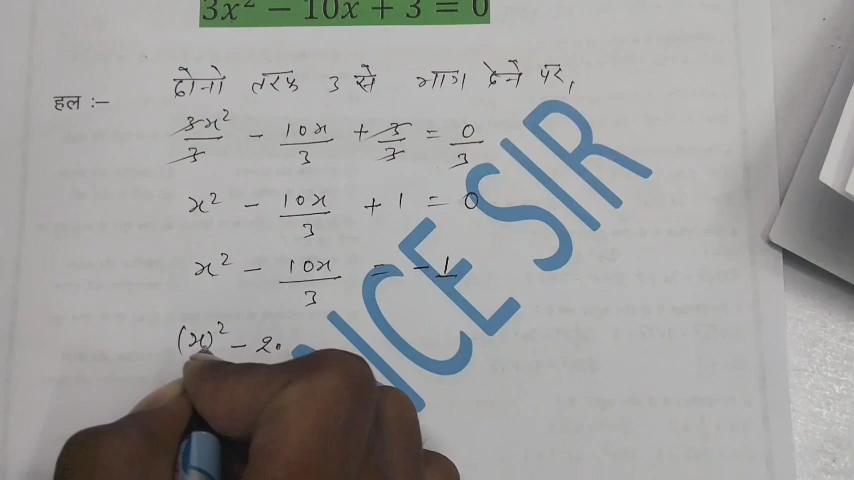 3x² − 10x + 3 = 0
हल :− दोनो तरफ 3 से भाग देने पर,
3x²/3 − 10x/3 + 3/3 = 0/3
x² − 10x/3 + 1 = 0
x² − 10x/3 = −1
(x)² − 2.
NICE SIR